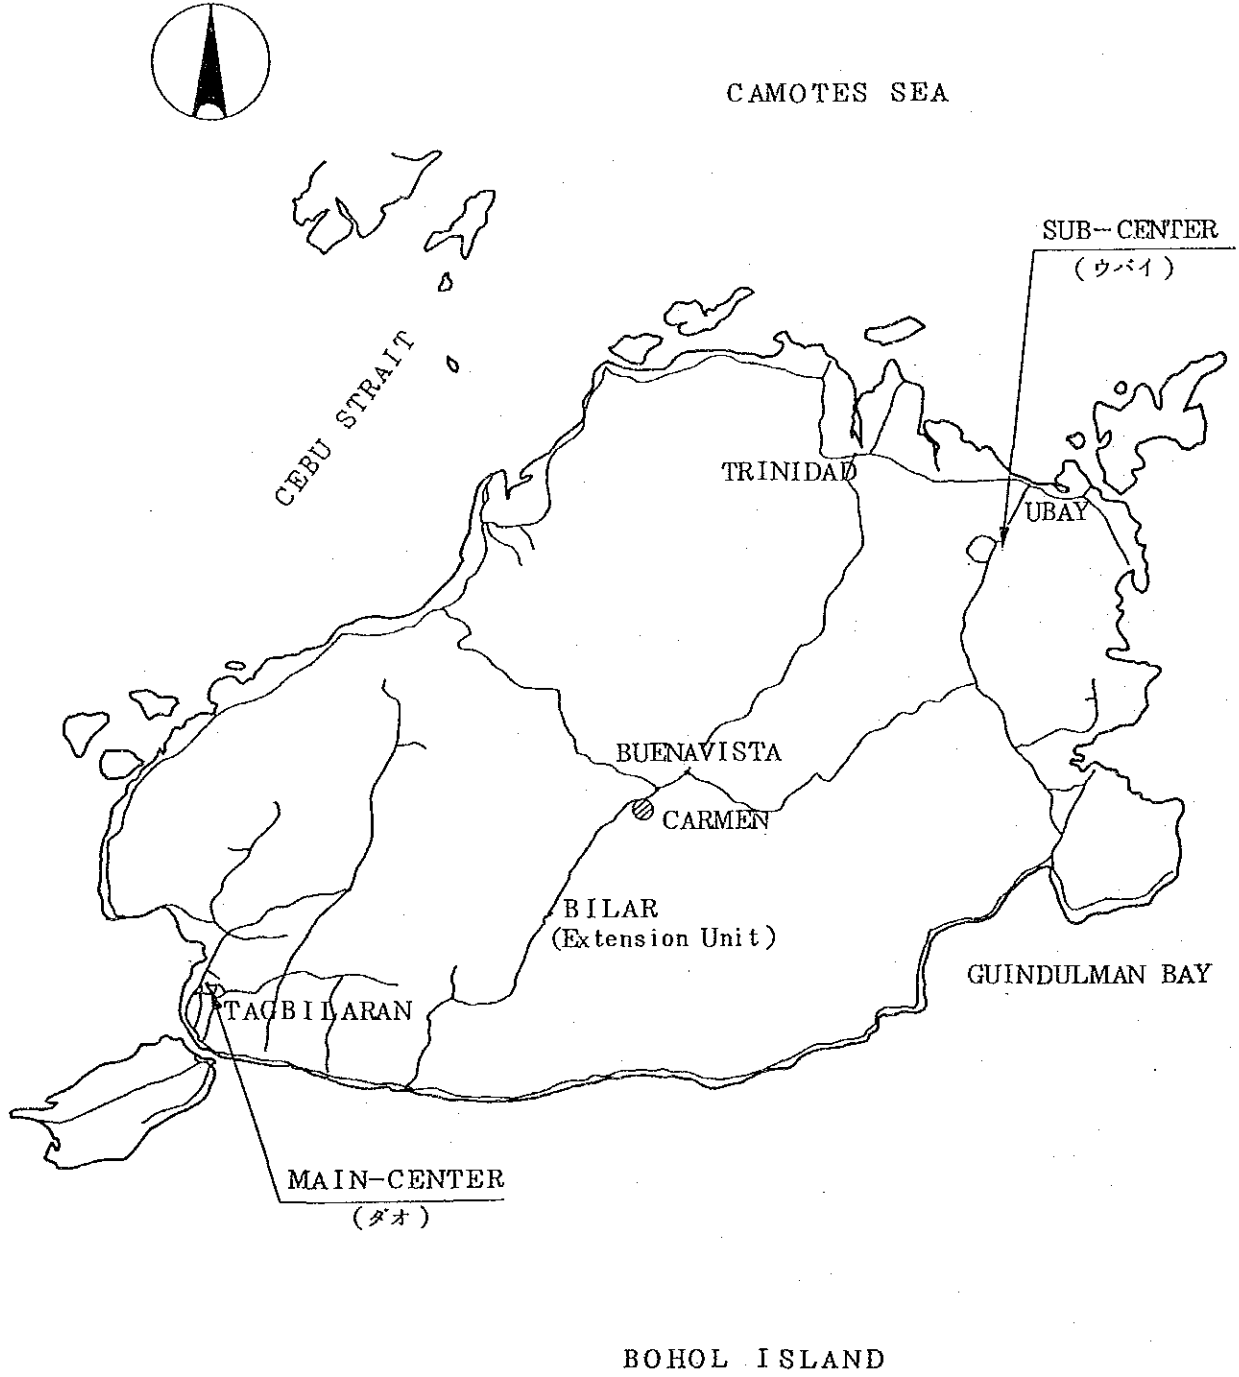 CAMOTES SEA
SUB-CENTER
(ウバイ)
CEBU STRAIT
TRINIDAD
UBAY
BUENAVISTA
CARMEN
BILAR
(Extension Unit)
GUINDULMAN BAY
TAGBILARAN
MAIN-CENTER
(ダオ)
BOHOL ISLAND